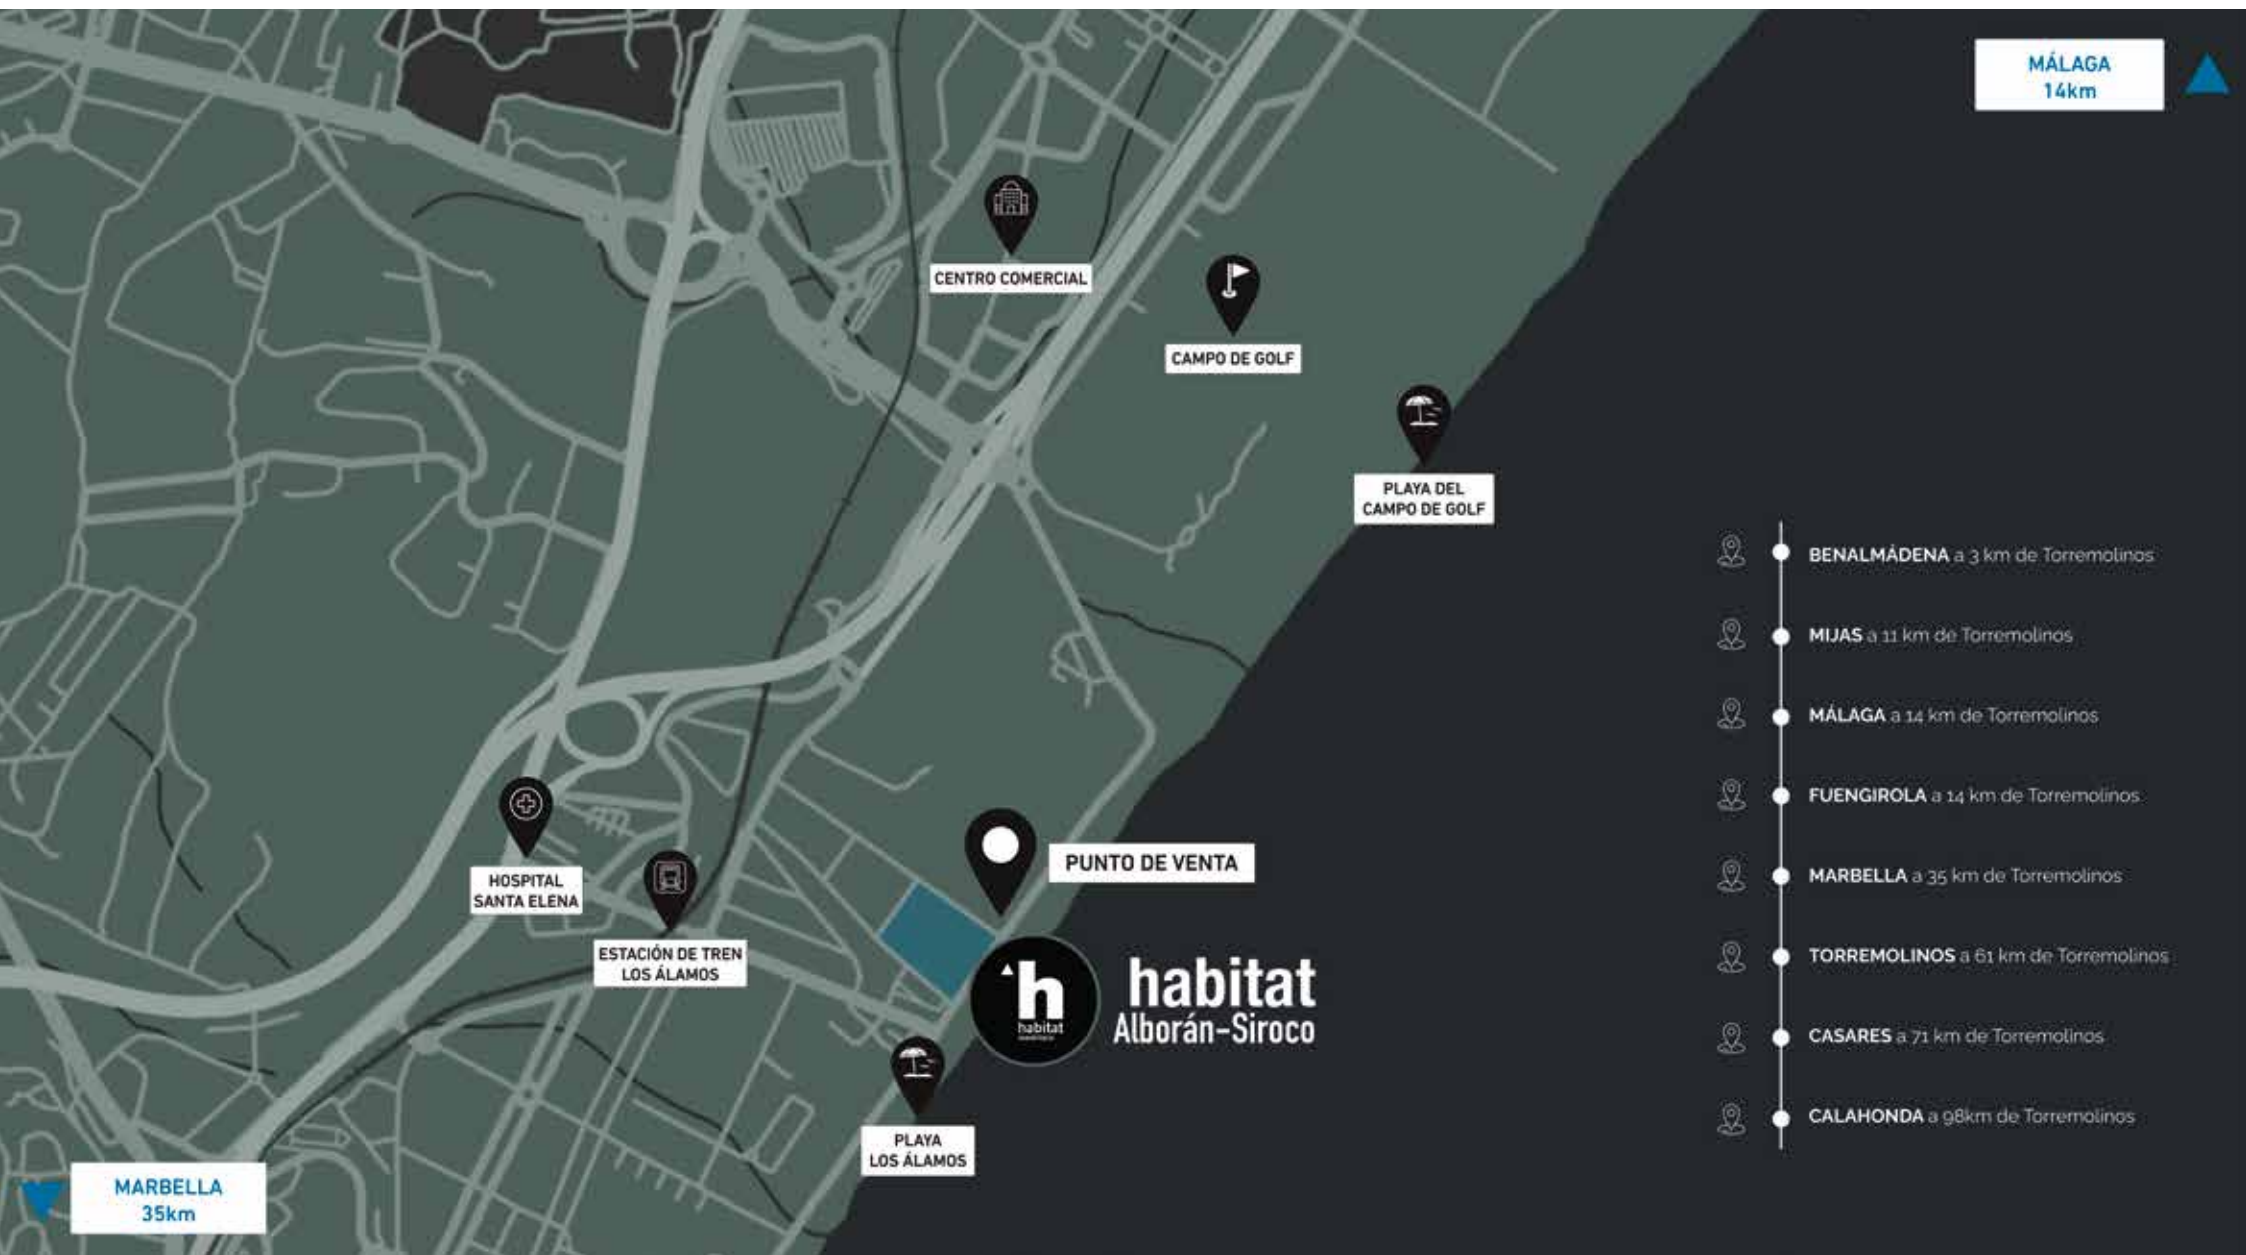 MÁLAGA
14km
CENTRO COMERCIAL
CAMPO DE GOLF
PLAYA DEL
CAMPO DE GOLF
BENALMÁDENA a 3 km de Torremolinos
MIJAS a 11 km de Torremolinos
MÁLAGA a 14 km de Torremolinos
FUENGIROLA a 14 km de Torremolinos
MARBELLA a 35 km de Torremolinos
TORREMOLINOS a 61 km de Torremolinos
CASARES a 71 km de Torremolinos
CALAHONDA a 98km de Torremolinos
HOSPITAL
SANTA ELENA
PUNTO DE VENTA
ESTACIÓN DE TREN
LOS ÁLAMOS
h
habitat
habitat
Alborán-Siroco
PLAYA
LOS ÁLAMOS
MARBELLA
35km